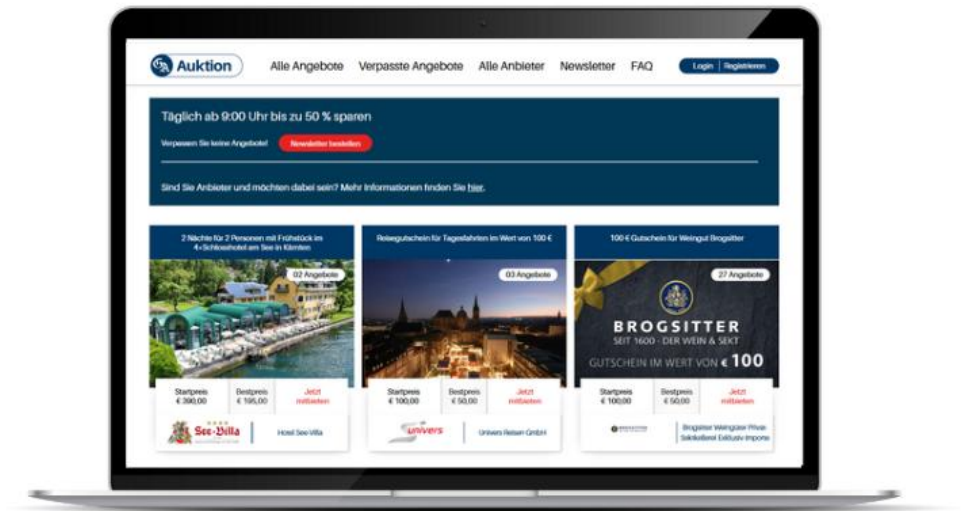 GA Auktion
Alle Angebote Verpasste Angebote Alle Anbieter Newsletter FAQ Login Registrieren
Täglich ab 9:00 Uhr bis zu 50 % sparen
Verpassen Sie keine Angebote! Newsletter bestellen
Sind Sie Anbieter und möchten dabei sein? Mehr Informationen finden Sie hier.
2 Nächte für 2 Personen mit Frühstück im
4*Schlosshotel am See in Kärnten
02 Angebote
Startpreis Bestpreis Jetzt
€ 390,00 € 195,00 mitbieten
See-Villa
Hotel See-Villa
Reisegutschein für Tagesfahrten im Wert von 100 €
03 Angebote
Startpreis Bestpreis Jetzt
€ 100,00 € 50,00 mitbieten
univers
Univers Reisen GmbH
100 € Gutschein für Weingut Brogsitter
27 Angebote
BROGSITTER
SEIT 1600 - DER WEIN & SEKT
GUTSCHEIN IM WERT VON € 100
Startpreis Bestpreis Jetzt
€ 100,00 € 50,00 mitbieten
BROGSITTER
Brogsitter Weingüter Privat-
Sektkellerei Exklusiv-Importe